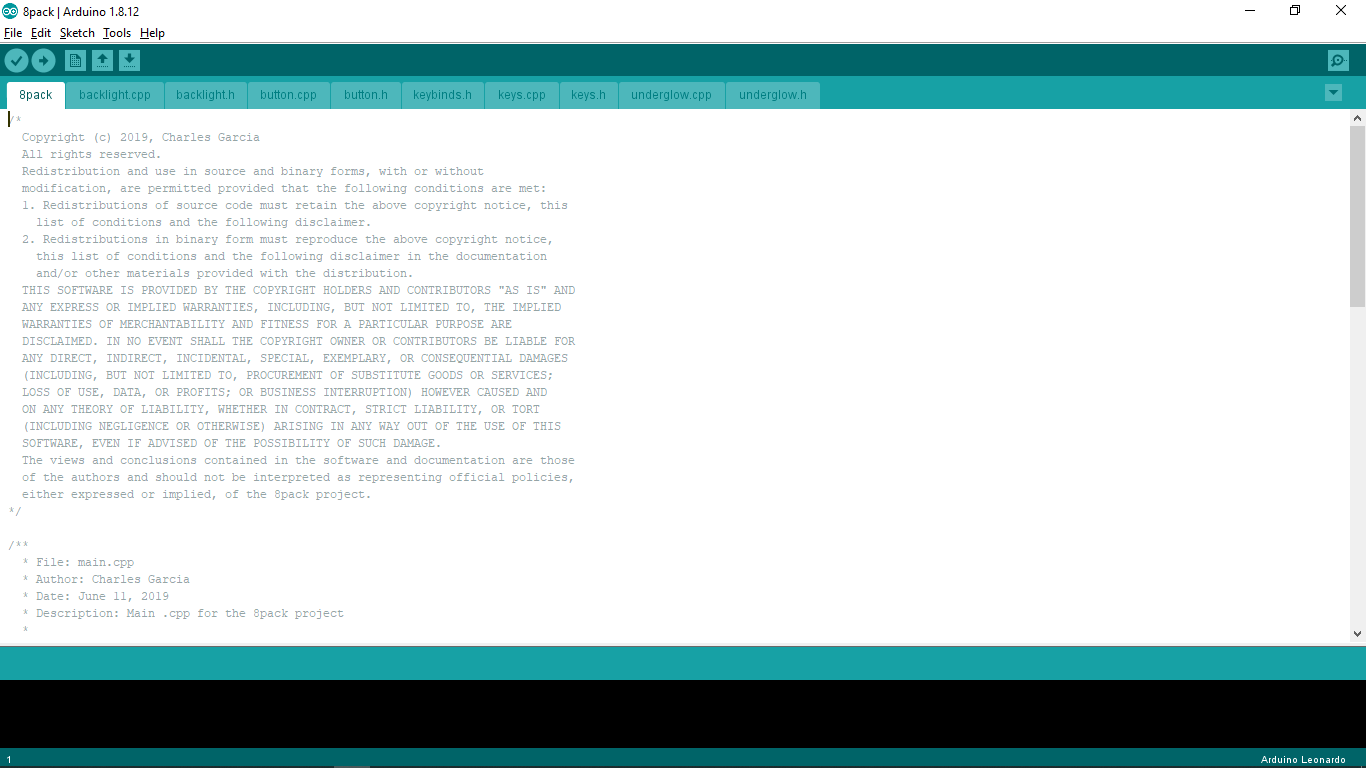 8pack | Arduino 1.8.12
File Edit Sketch Tools Help
8pack backlight.cpp backlight.h button.cpp button.h keybinds.h keys.cpp keys.h underglow.cpp underglow.h
/*
Copyright (c) 2019, Charles Garcia
All rights reserved.
Redistribution and use in source and binary forms, with or without
modification, are permitted provided that the following conditions are met:
1. Redistributions of source code must retain the above copyright notice, this
list of conditions and the following disclaimer.
2. Redistributions in binary form must reproduce the above copyright notice,
this list of conditions and the following disclaimer in the documentation
and/or other materials provided with the distribution.
THIS SOFTWARE IS PROVIDED BY THE COPYRIGHT HOLDERS AND CONTRIBUTORS "AS IS" AND
ANY EXPRESS OR IMPLIED WARRANTIES, INCLUDING, BUT NOT LIMITED TO, THE IMPLIED
WARRANTIES OF MERCHANTABILITY AND FITNESS FOR A PARTICULAR PURPOSE ARE
DISCLAIMED. IN NO EVENT SHALL THE COPYRIGHT OWNER OR CONTRIBUTORS BE LIABLE FOR
ANY DIRECT, INDIRECT, INCIDENTAL, SPECIAL, EXEMPLARY, OR CONSEQUENTIAL DAMAGES
(INCLUDING, BUT NOT LIMITED TO, PROCUREMENT OF SUBSTITUTE GOODS OR SERVICES;
LOSS OF USE, DATA, OR PROFITS; OR BUSINESS INTERRUPTION) HOWEVER CAUSED AND
ON ANY THEORY OF LIABILITY, WHETHER IN CONTRACT, STRICT LIABILITY, OR TORT
(INCLUDING NEGLIGENCE OR OTHERWISE) ARISING IN ANY WAY OUT OF THE USE OF THIS
SOFTWARE, EVEN IF ADVISED OF THE POSSIBILITY OF SUCH DAMAGE.
The views and conclusions contained in the software and documentation are those
of the authors and should not be interpreted as representing official policies,
either expressed or implied, of the 8pack project.
*/
/**
* File: main.cpp
* Author: Charles Garcia
* Date: June 11, 2019
* Description: Main .cpp for the 8pack project
*
1 Arduino Leonardo